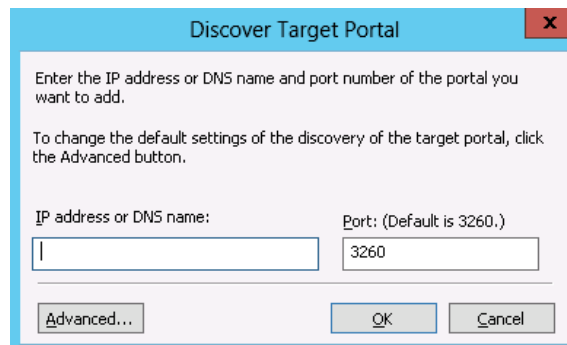 Discover Target Portal
x
Enter the IP address or DNS name and port number of the portal you
want to add.
To change the default settings of the discovery of the target portal, click
the Advanced button.
IP address or DNS name:
Port: (Default is 3260.)
3260
Advanced...
OK
Cancel